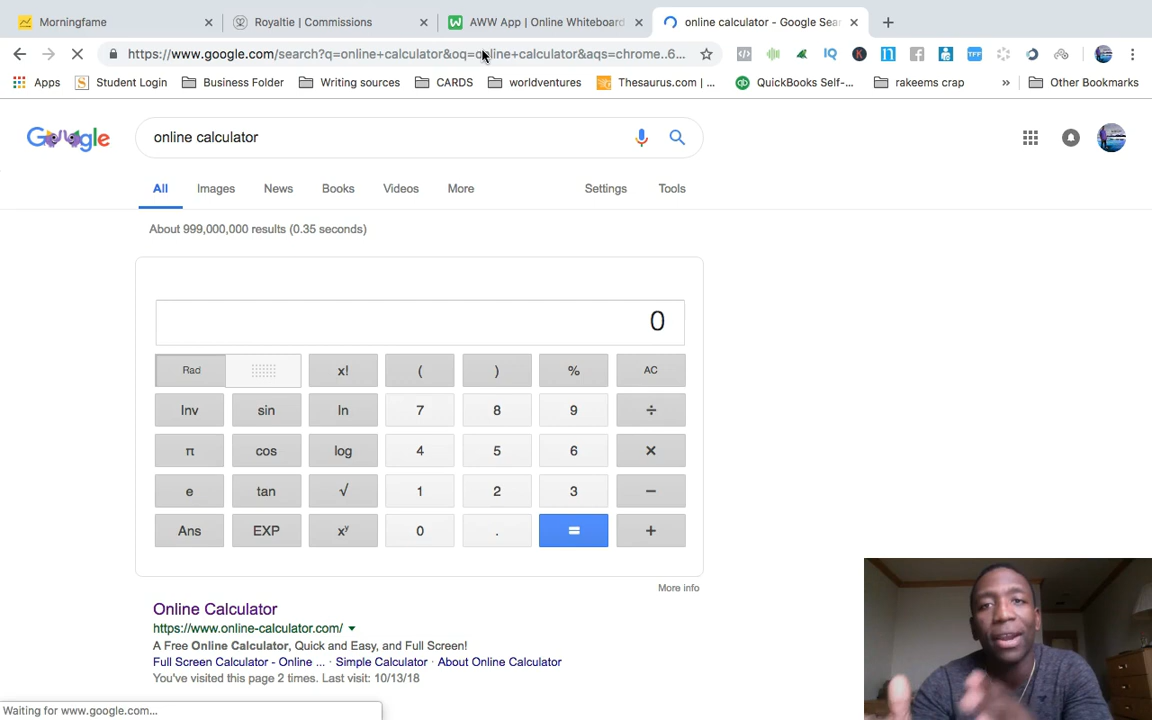 Morningfame
Royaltie | Commissions
AWW App | Online Whiteboard
online calculator - Google Sear
https://www.google.com/search?q=online+calculator&oq=online+calculator&aqs=chrome..6...
Apps
Student Login
Business Folder
Writing sources
CARDS
worldventures
Thesaurus.com | ...
QuickBooks Self-...
rakeems crap
»
Other Bookmarks
Google
online calculator
All
Images
News
Books
Videos
More
Settings
Tools
About 999,000,000 results (0.35 seconds)
0
Rad
x!
(
)
%
AC
Inv
sin
ln
7
8
9
÷
π
cos
log
4
5
6
×
e
tan
√
1
2
3
−
Ans
EXP
xʸ
0
.
=
+
More info
Online Calculator
https://www.online-calculator.com/
A Free Online Calculator, Quick and Easy, and Full Screen!
Full Screen Calculator - Online ... · Simple Calculator · About Online Calculator
You've visited this page 2 times. Last visit: 10/13/18
Waiting for www.google.com...